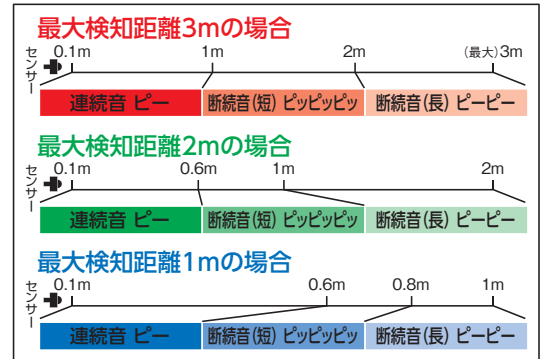 最大検知距離3mの場合
センサー 0.1m 1m 2m (最大)3m
連続音 ピー 断続音(短) ピッピッピッ 断続音(長) ピーピー
最大検知距離2mの場合
センサー 0.1m 0.6m 1m 2m
連続音 ピー 断続音(短) ピッピッピッ 断続音(長) ピーピー
最大検知距離1mの場合
センサー 0.1m 0.6m 0.8m 1m
連続音 ピー 断続音(短) ピッピッピッ 断続音(長) ピーピー